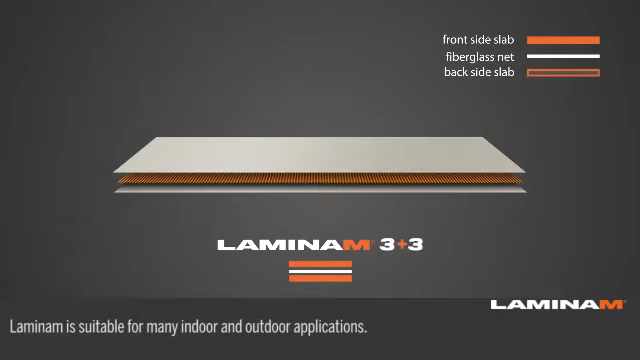 front side slab
fiberglass net
back side slab
LAMINAM® 3+3
LAMINAM®
Laminam is suitable for many indoor and outdoor applications.